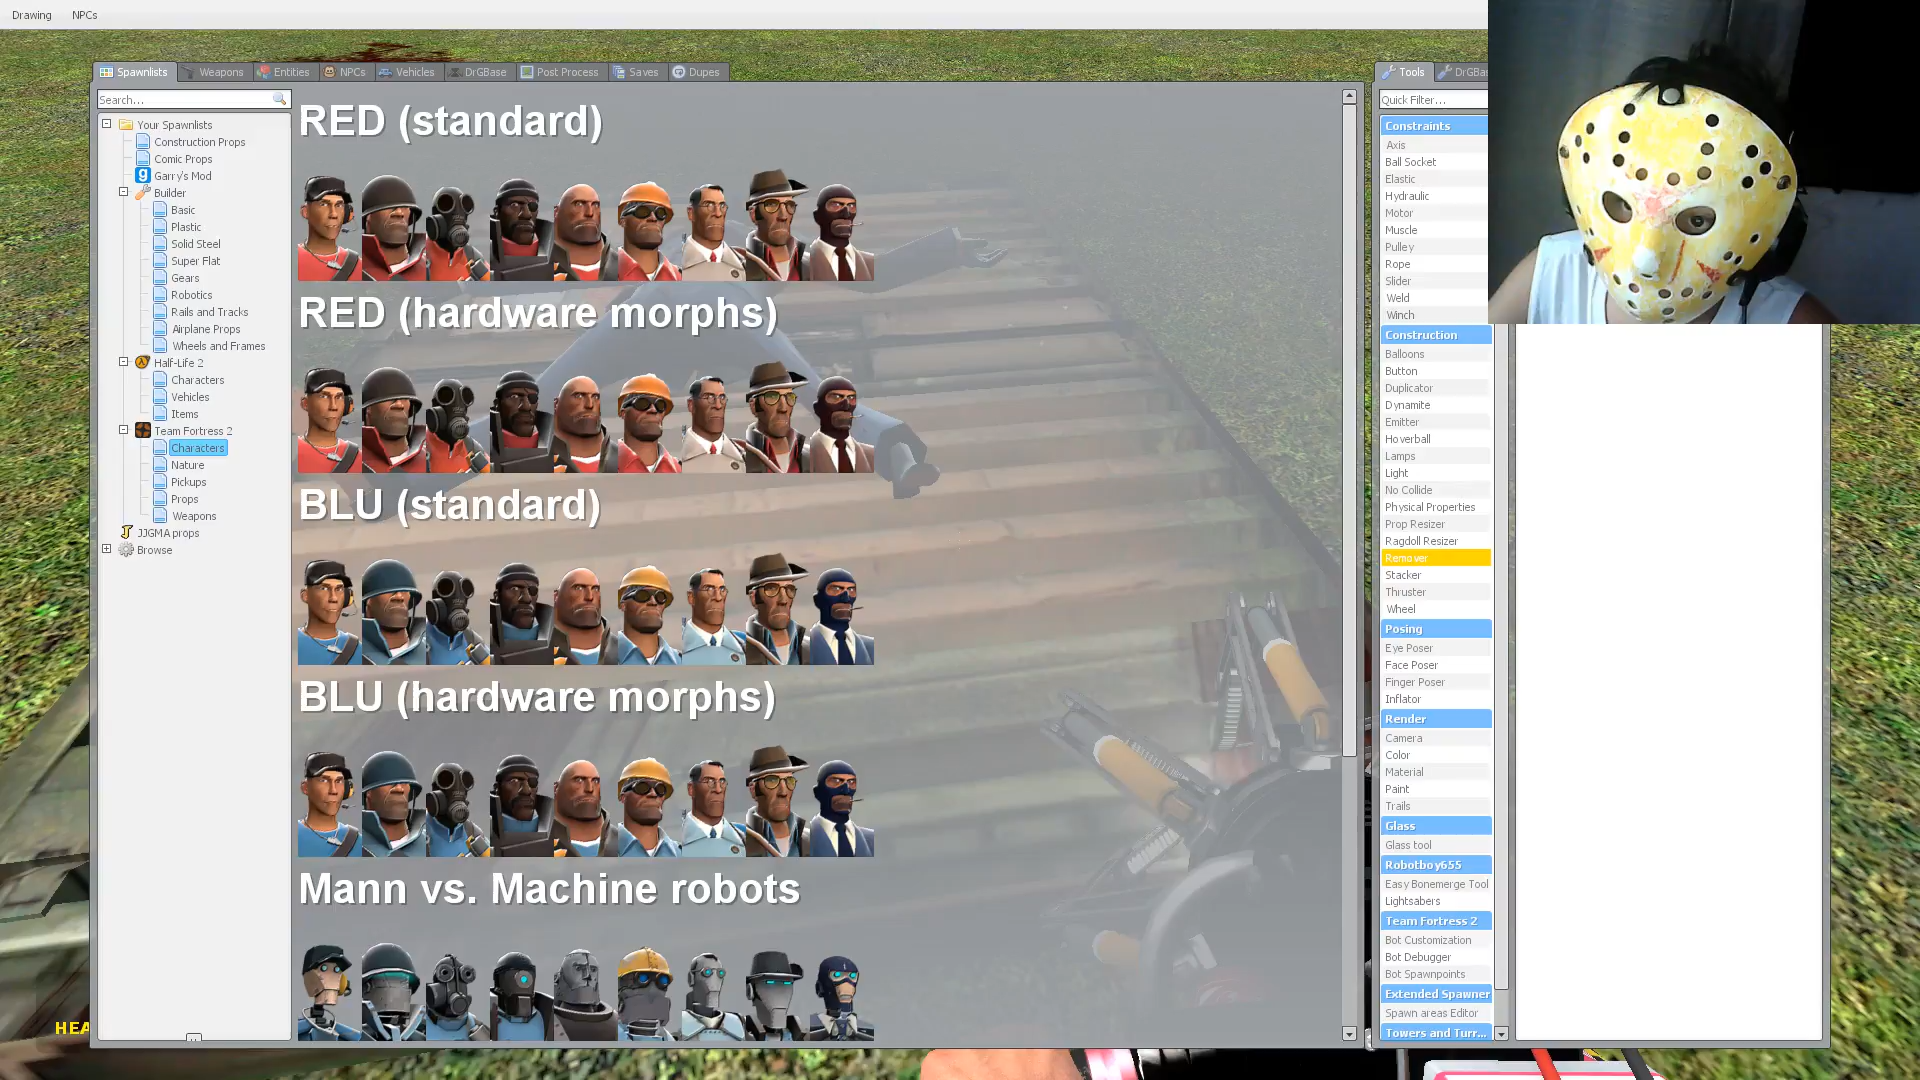 Drawing NPCs
Spawnlists Weapons Entities NPCs Vehicles DrGBase Post Process Saves Dupes
Search...
Your Spawnlists
Construction Props
Comic Props
Garry's Mod
Builder
Basic
Plastic
Solid Steel
Super Flat
Gears
Robotics
Rails and Tracks
Airplane Props
Wheels and Frames
Half-Life 2
Characters
Vehicles
Items
Team Fortress 2
Characters
Nature
Pickups
Props
Weapons
JJGMA props
Browse
RED (standard)
RED (hardware morphs)
BLU (standard)
BLU (hardware morphs)
Mann vs. Machine robots
Tools
Quick Filter...
Constraints
Axis
Ball Socket
Elastic
Hydraulic
Motor
Muscle
Pulley
Rope
Slider
Weld
Winch
Construction
Balloons
Button
Duplicator
Dynamite
Emitter
Hoverball
Lamps
Light
No Collide
Physical Properties
Prop Resizer
Ragdoll Resizer
Remover
Stacker
Thruster
Wheel
Posing
Eye Poser
Face Poser
Finger Poser
Inflator
Render
Camera
Color
Material
Paint
Trails
Glass
Glass tool
Robotboy655
Easy Bonemerge Tool
Lightsabers
Team Fortress 2
Bot Customization
Bot Debugger
Bot Spawnpoints
Extended Spawner
Spawn areas Editor
Towers and Turr...